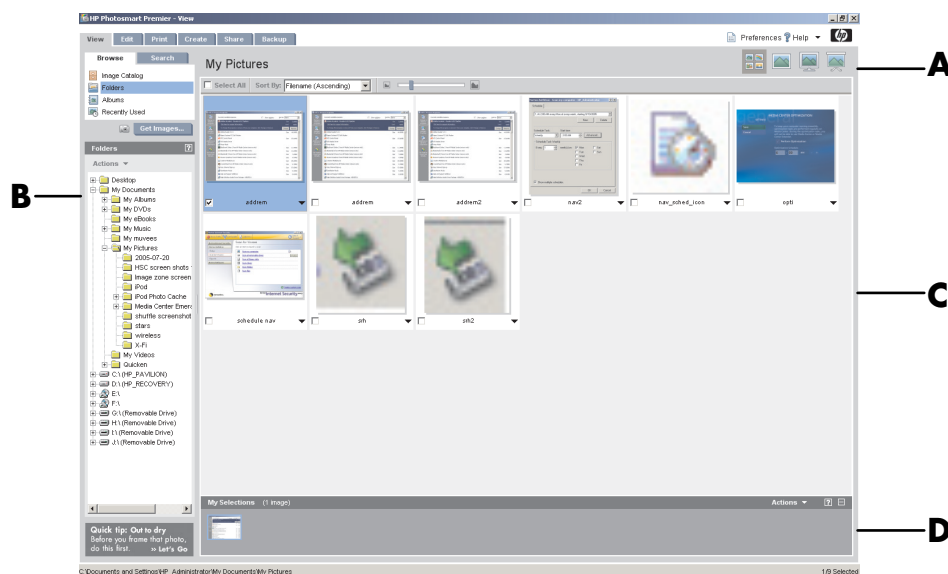 HP Photosmart Premier - View
View Edit Print Create Share Backup
Preferences ? Help
hp
Browse Search
My Pictures
A
Image Catalog
Folders
Albums
Recently Used
Get Images...
Select All Sort By: Filename (Ascending)
Folders ?
Actions
B
Desktop
My Documents
My Albums
My DVDs
My eBooks
My Music
My muvees
My Pictures
2005-07-20
HSC screen shots
Image zone screen
iPod
iPod Photo Cache
Media Center Emera
shuttle screenshot
stars
wireless
X-Fi
My Videos
Quicken
C:\ (HP_PAVILION)
D:\ (HP_RECOVERY)
E:\
F:\
G:\ (Removable Drive)
H:\ (Removable Drive)
I:\ (Removable Drive)
J:\ (Removable Drive)
addrem addrem addrem2 nav2 nav_sched_icon opti
schedule nav srh srh2
C
My Selections (1 image) Actions ?
D
Quick tip: Out to dry
Before you frame that photo,
do this first. >> Let's Go
C:\Documents and Settings\HP_Administrator\My Documents\My Pictures 1/9 Selected